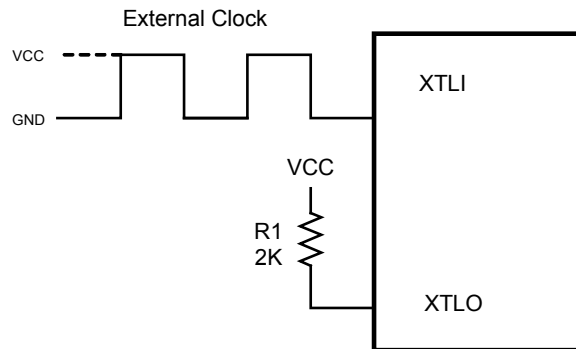 External Clock
VCC
XTLI
GND
VCC
R1
2K
XTLO